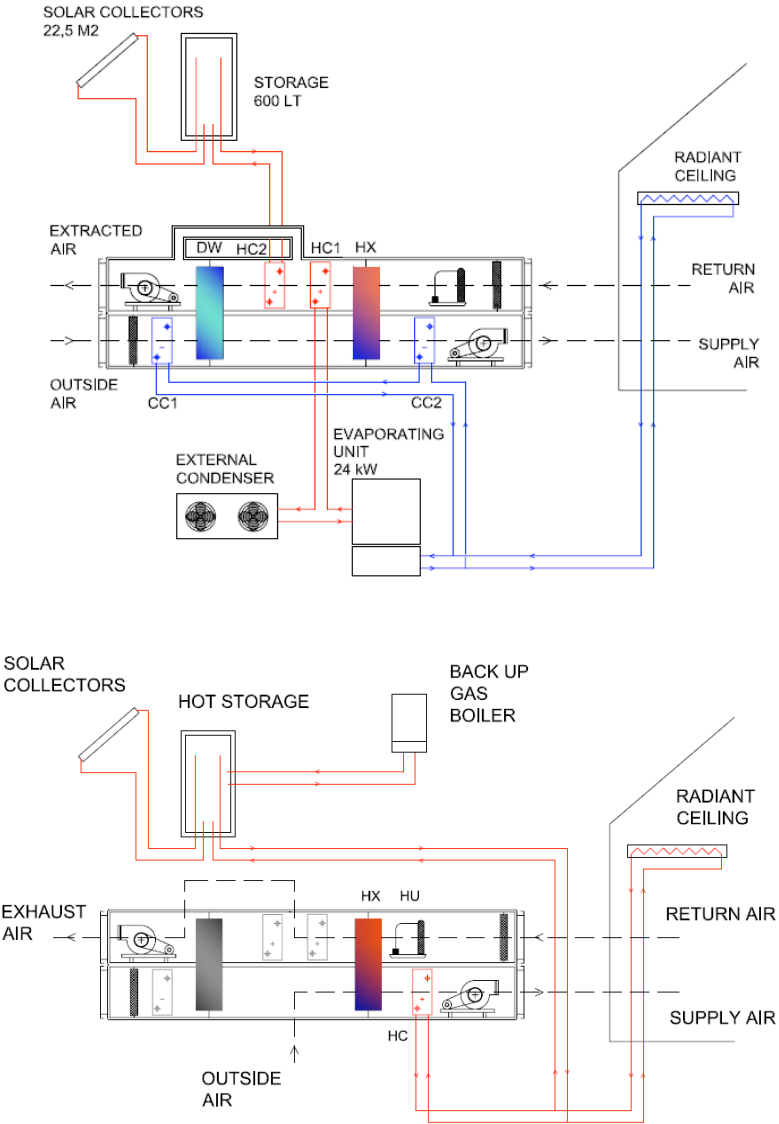 SOLAR COLLECTORS
22,5 M2
STORAGE
600 LT
RADIANT
CEILING
EXTRACTED
AIR
DW
HC2
HC1
HX
RETURN
AIR
SUPPLY
AIR
OUTSIDE
AIR
CC1
CC2
EVAPORATING
UNIT
24 kW
EXTERNAL
CONDENSER
SOLAR
COLLECTORS
HOT STORAGE
BACK UP
GAS
BOILER
RADIANT
CEILING
EXHAUST
AIR
HX
HU
RETURN AIR
SUPPLY AIR
HC
OUTSIDE
AIR